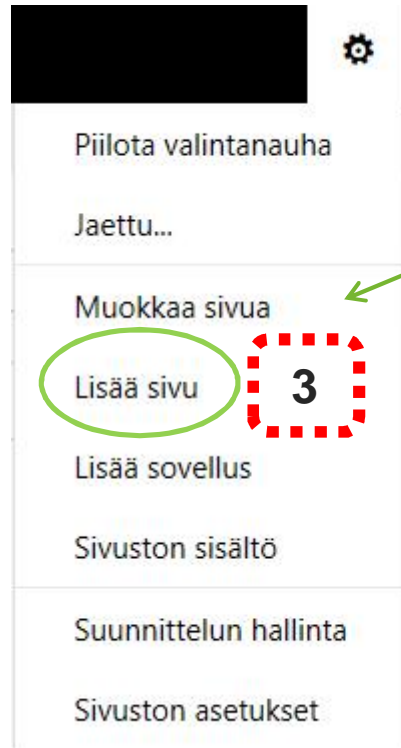 Piilota valintanauha
Jaettu...
Muokkaa sivua
Lisää sivu
3
Lisää sovellus
Sivuston sisältö
Suunnittelun hallinta
Sivuston asetukset